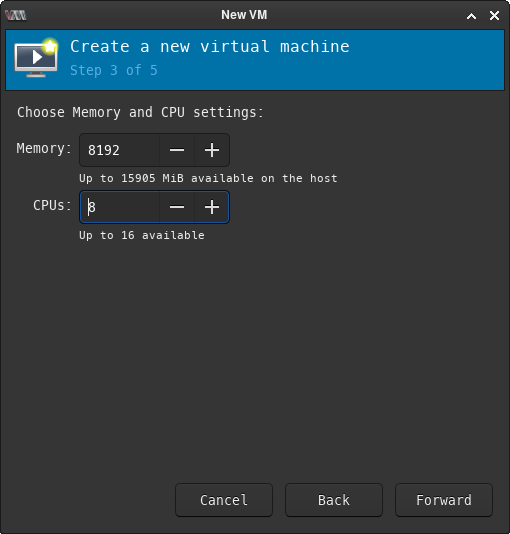 New VM
Create a new virtual machine
Step 3 of 5
Choose Memory and CPU settings:
Memory: 8192
Up to 15905 MiB available on the host
CPUs: 8
Up to 16 available
Cancel Back Forward